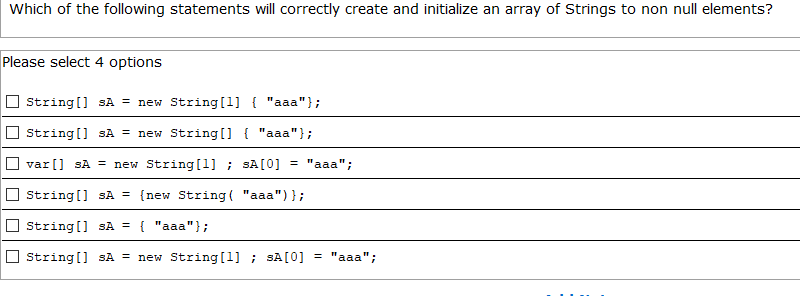 Which of the following statements will correctly create and initialize an array of Strings to non null elements?
Please select 4 options
String[] sA = new String[1] { "aaa"};
String[] sA = new String[] { "aaa"};
var[] sA = new String[1] ; sA[0] = "aaa";
String[] sA = {new String( "aaa")};
String[] sA = { "aaa"};
String[] sA = new String[1] ; sA[0] = "aaa";